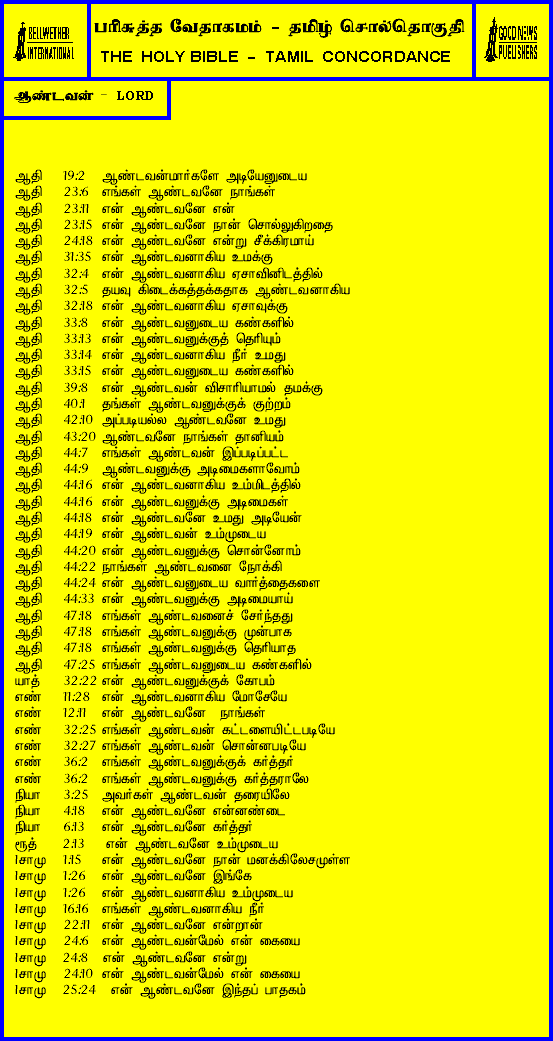 BELLWETHER
INTERNATIONAL
பரிசுத்த வேதாகமம் - தமிழ் சொல்தொகுதி
THE HOLY BIBLE - TAMIL CONCORDANCE
GOOD NEWS
PUBLISHERS
ஆண்டவன் - LORD
ஆதி 19:2 ஆண்டவன்மார்களே அடியேனுடைய
ஆதி 23:6 எங்கள் ஆண்டவனே நாங்கள்
ஆதி 23:11 என் ஆண்டவனே என்
ஆதி 23:15 என் ஆண்டவனே நான் சொல்லுகிறதை
ஆதி 24:18 என் ஆண்டவனே என்று சீக்கிரமாய்
ஆதி 31:35 என் ஆண்டவனாகிய உமக்கு
ஆதி 32:4 என் ஆண்டவனாகிய ஏசாவினிடத்தில்
ஆதி 32:5 தயவு கிடைக்கத்தக்கதாக ஆண்டவனாகிய
ஆதி 32:18 என் ஆண்டவனாகிய ஏசாவுக்கு
ஆதி 33:8 என் ஆண்டவனுடைய கண்களில்
ஆதி 33:13 என் ஆண்டவனுக்குத் தெரியும்
ஆதி 33:14 என் ஆண்டவனாகிய நீர் உமது
ஆதி 33:15 என் ஆண்டவனுடைய கண்களில்
ஆதி 39:8 என் ஆண்டவன் விசாரியாமல் தமக்கு
ஆதி 40:1 தங்கள் ஆண்டவனுக்குக் குற்றம்
ஆதி 42:10 அப்படியல்ல ஆண்டவனே உமது
ஆதி 43:20 ஆண்டவனே நாங்கள் தானியம்
ஆதி 44:7 எங்கள் ஆண்டவன் இப்படிப்பட்ட
ஆதி 44:9 ஆண்டவனுக்கு அடிமைகளாவோம்
ஆதி 44:16 என் ஆண்டவனாகிய உம்மிடத்தில்
ஆதி 44:16 என் ஆண்டவனுக்கு அடிமைகள்
ஆதி 44:18 என் ஆண்டவனே உமது அடியேன்
ஆதி 44:19 என் ஆண்டவன் உம்முடைய
ஆதி 44:20 என் ஆண்டவனுக்கு சொன்னோம்
ஆதி 44:22 நாங்கள் ஆண்டவனை நோக்கி
ஆதி 44:24 என் ஆண்டவனுடைய வார்த்தைகளை
ஆதி 44:33 என் ஆண்டவனுக்கு அடிமையாய்
ஆதி 47:18 எங்கள் ஆண்டவனைச் சேர்ந்தது
ஆதி 47:18 எங்கள் ஆண்டவனுக்கு முன்பாக
ஆதி 47:18 எங்கள் ஆண்டவனுக்கு தெரியாத
ஆதி 47:25 எங்கள் ஆண்டவனுடைய கண்களில்
யாத் 32:22 என் ஆண்டவனுக்குக் கோபம்
எண் 11:28 என் ஆண்டவனாகிய மோசேயே
எண் 12:11 என் ஆண்டவனே நாங்கள்
எண் 32:25 எங்கள் ஆண்டவன் கட்டளையிட்டபடியே
எண் 32:27 எங்கள் ஆண்டவன் சொன்னபடியே
எண் 36:2 எங்கள் ஆண்டவனுக்குக் கர்த்தர்
எண் 36:2 எங்கள் ஆண்டவனுக்கு கர்த்தராலே
நியா 3:25 அவர்கள் ஆண்டவன் தரையிலே
நியா 4:18 என் ஆண்டவனே என்னண்டை
நியா 6:13 என் ஆண்டவனே கர்த்தர்
ரூத் 2:13 என் ஆண்டவனே உம்முடைய
1சாமு 1:15 என் ஆண்டவனே நான் மனக்கிலேசமுள்ள
1சாமு 1:26 என் ஆண்டவனே இங்கே
1சாமு 1:26 என் ஆண்டவனாகிய உம்முடைய
1சாமு 16:16 எங்கள் ஆண்டவனாகிய நீர்
1சாமு 22:11 என் ஆண்டவனே என்றான்
1சாமு 24:6 என் ஆண்டவன்மேல் என் கையை
1சாமு 24:8 என் ஆண்டவனே என்று
1சாமு 24:10 என் ஆண்டவன்மேல் என் கையை
1சாமு 25:24 என் ஆண்டவனே இந்தப் பாதகம்